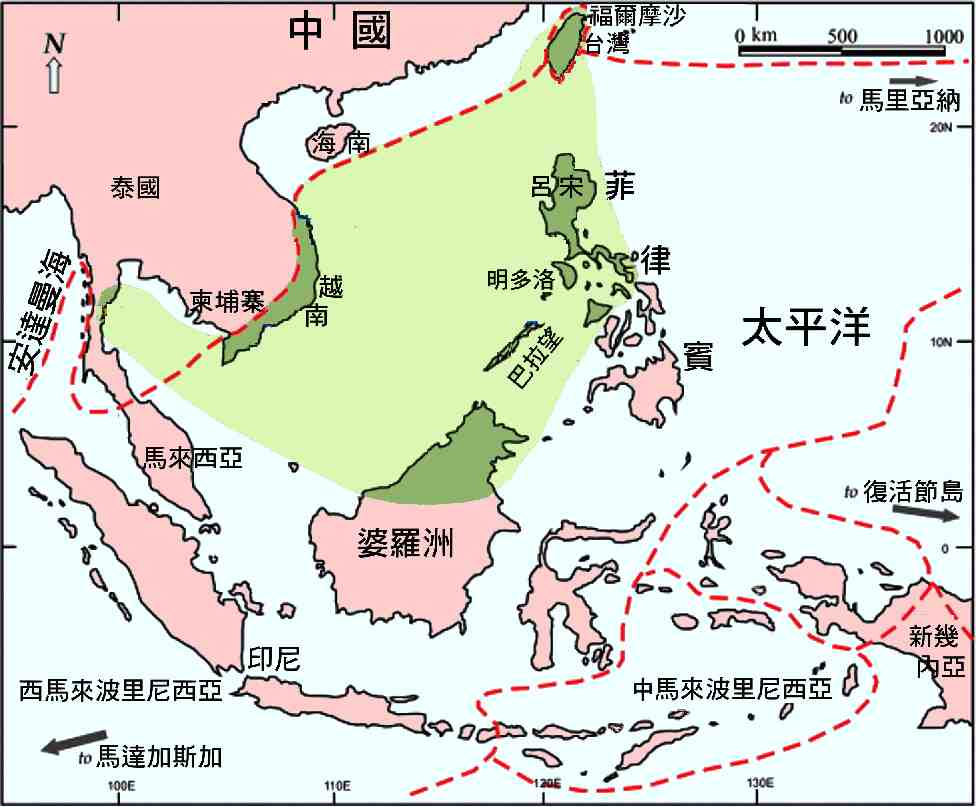 中國
福爾摩沙
台灣
N
0 km 500 1000
to 馬里亞納
20N
海南
泰國
呂宋
菲
律
賓
安達曼海
明多洛
柬埔寨
越
南
太平洋
10N
巴拉望
馬來西亞
to 復活節島
婆羅洲
0
新幾
內亞
印尼
西馬來波里尼西亞
中馬來波里尼西亞
to 馬達加斯加
100E
110E
120E
130E